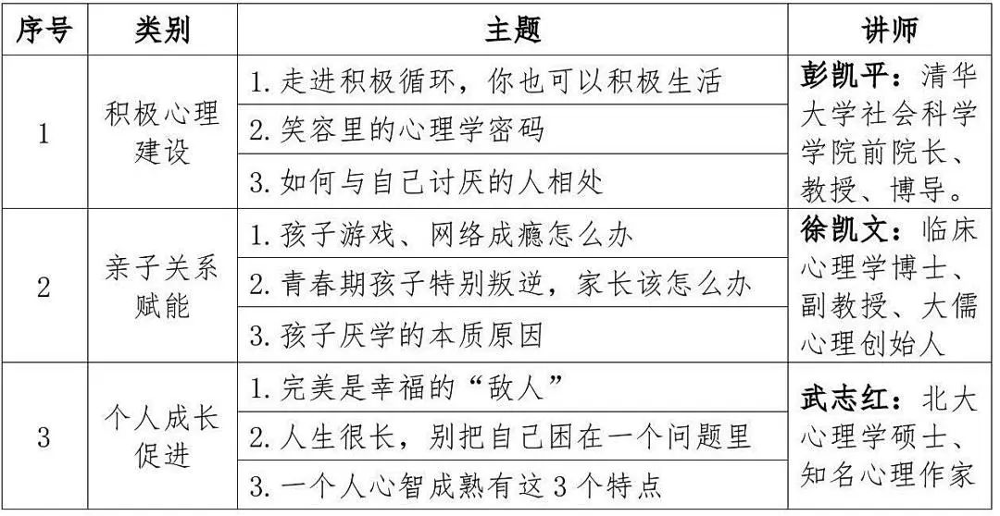 序号 类别 主题 讲师
1
积极心理
建设
1.走进积极循环，你也可以积极生活
2.笑容里的心理学密码
3.如何与自己讨厌的人相处
彭凯平：清华
大学社会科学
学院前院长、
教授、博导。
2
亲子关系
赋能
1.孩子游戏、网络成瘾怎么办
2.青春期孩子特别叛逆，家长该怎么办
3.孩子厌学的本质原因
徐凯文：临床
心理学博士、
副教授、大儒
心理创始人
3
个人成长
促进
1.完美是幸福的“敌人”
2.人生很长，别把自己困在一个问题里
3.一个人心智成熟有这3个特点
武志红：北大
心理学硕士、
知名心理作家